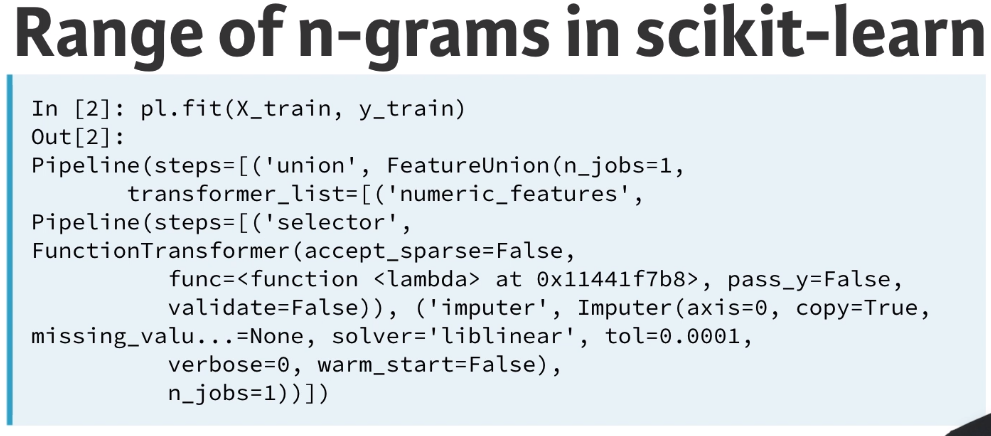 Range of n-grams in scikit-learn
In [2]: pl.fit(X_train, y_train)
Out[2]:
Pipeline(steps=[('union', FeatureUnion(n_jobs=1,
       transformer_list=[('numeric_features',
Pipeline(steps=[('selector',
FunctionTransformer(accept_sparse=False,
          func=<function <lambda> at 0x11441f7b8>, pass_y=False,
          validate=False)), ('imputer', Imputer(axis=0, copy=True,
missing_valu...=None, solver='liblinear', tol=0.0001,
          verbose=0, warm_start=False),
          n_jobs=1))])